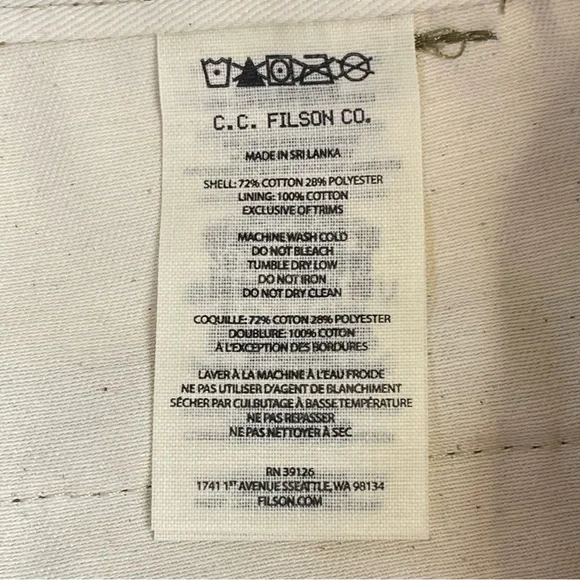 C.C. FILSON CO.
MADE IN SRI LANKA
SHELL: 72% COTTON 28% POLYESTER
LINING: 100% COTTON
EXCLUSIVE OF TRIMS
MACHINE WASH COLD
DO NOT BLEACH
TUMBLE DRY LOW
DO NOT IRON
DO NOT DRY CLEAN
COQUILLE: 72% COTON 28% POLYESTER
DOUBLURE: 100% COTON
À L'EXCEPTION DES BORDURES
LAVER À LA MACHINE À L'EAU FROIDE
NE PAS UTILISER D'AGENT DE BLANCHIMENT
SÉCHER PAR CULBUTAGE À BASSE TEMPÉRATURE
NE PAS REPASSER
NE PAS NETTOYER À SEC
RN 39126
1741 1ST AVENUE SSEATTLE, WA 98134
FILSON.COM